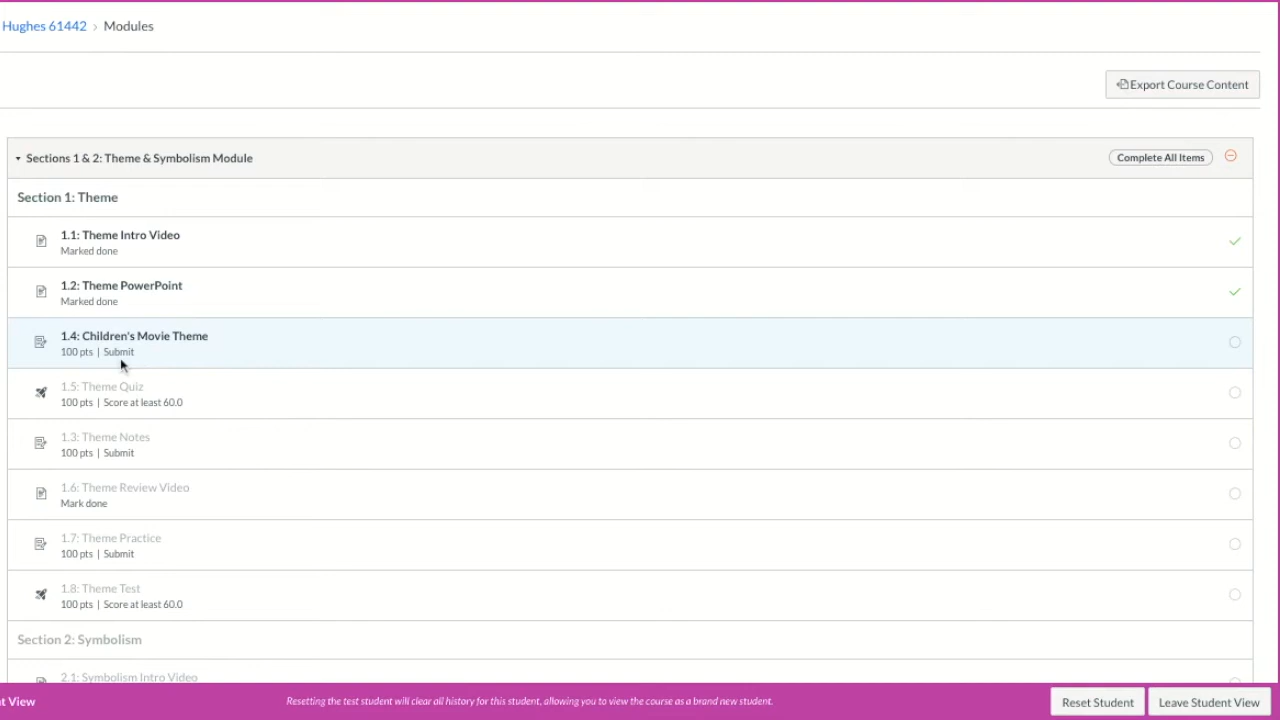 Hughes 61442 › Modules
Export Course Content
Sections 1 & 2: Theme & Symbolism Module
Complete All Items
Section 1: Theme
1.1: Theme Intro Video
Marked done
1.2: Theme PowerPoint
Marked done
1.4: Children's Movie Theme
100 pts | Submit
1.5: Theme Quiz
100 pts | Score at least 60.0
1.3: Theme Notes
100 pts | Submit
1.6: Theme Review Video
Mark done
1.7: Theme Practice
100 pts | Submit
1.8: Theme Test
100 pts | Score at least 60.0
Section 2: Symbolism
2.1: Symbolism Intro Video
t View
Resetting the test student will clear all history for this student, allowing you to view the course as a brand new student.
Reset Student
Leave Student View